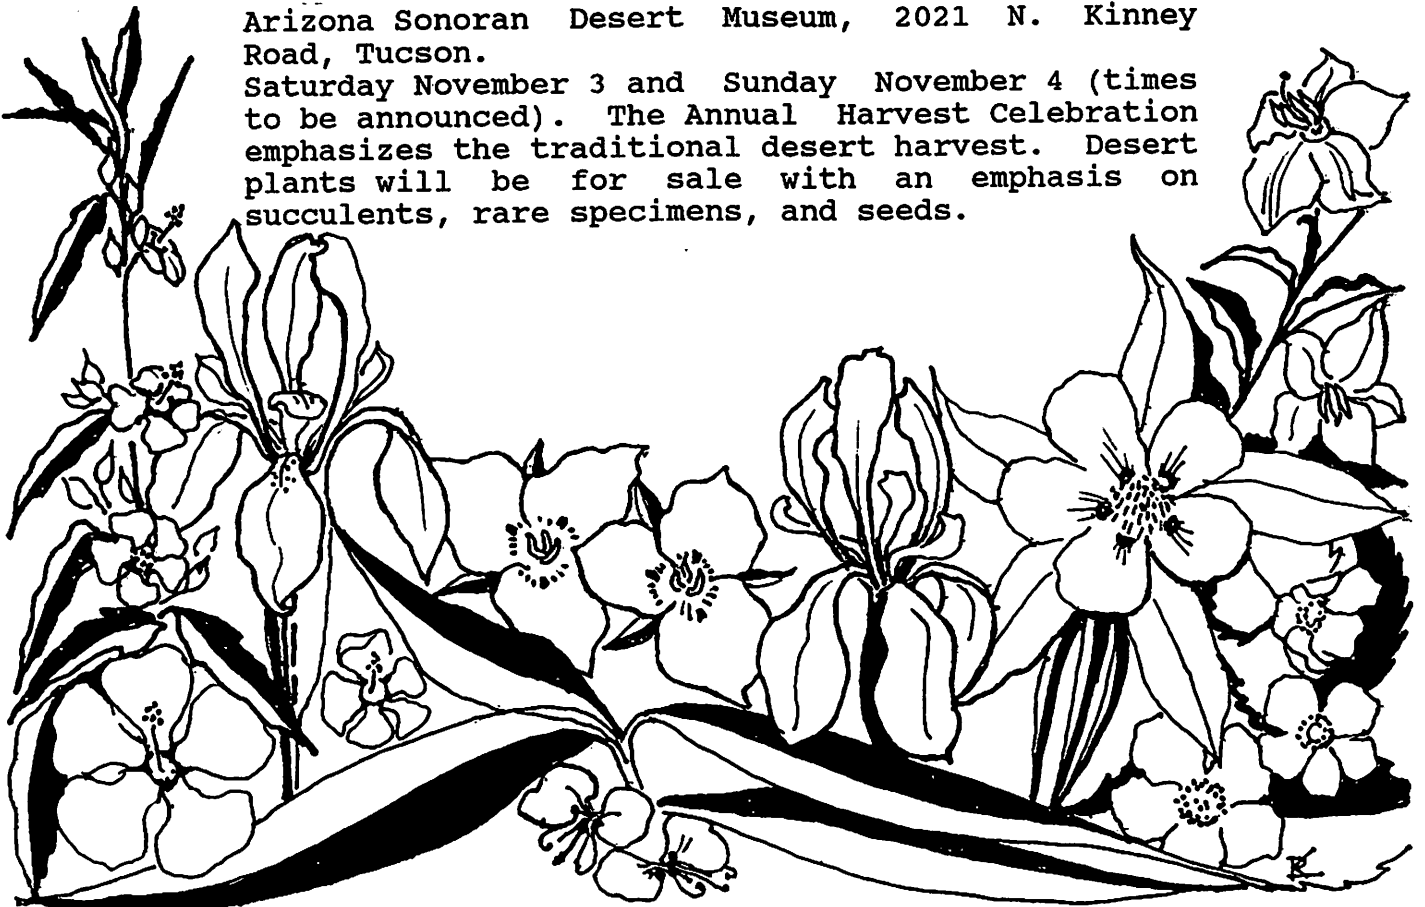 Arizona Sonoran Desert Museum, 2021 N. Kinney
Road, Tucson.
Saturday November 3 and Sunday November 4 (times
to be announced). The Annual Harvest Celebration
emphasizes the traditional desert harvest. Desert
plants will be for sale with an emphasis on
succulents, rare specimens, and seeds.